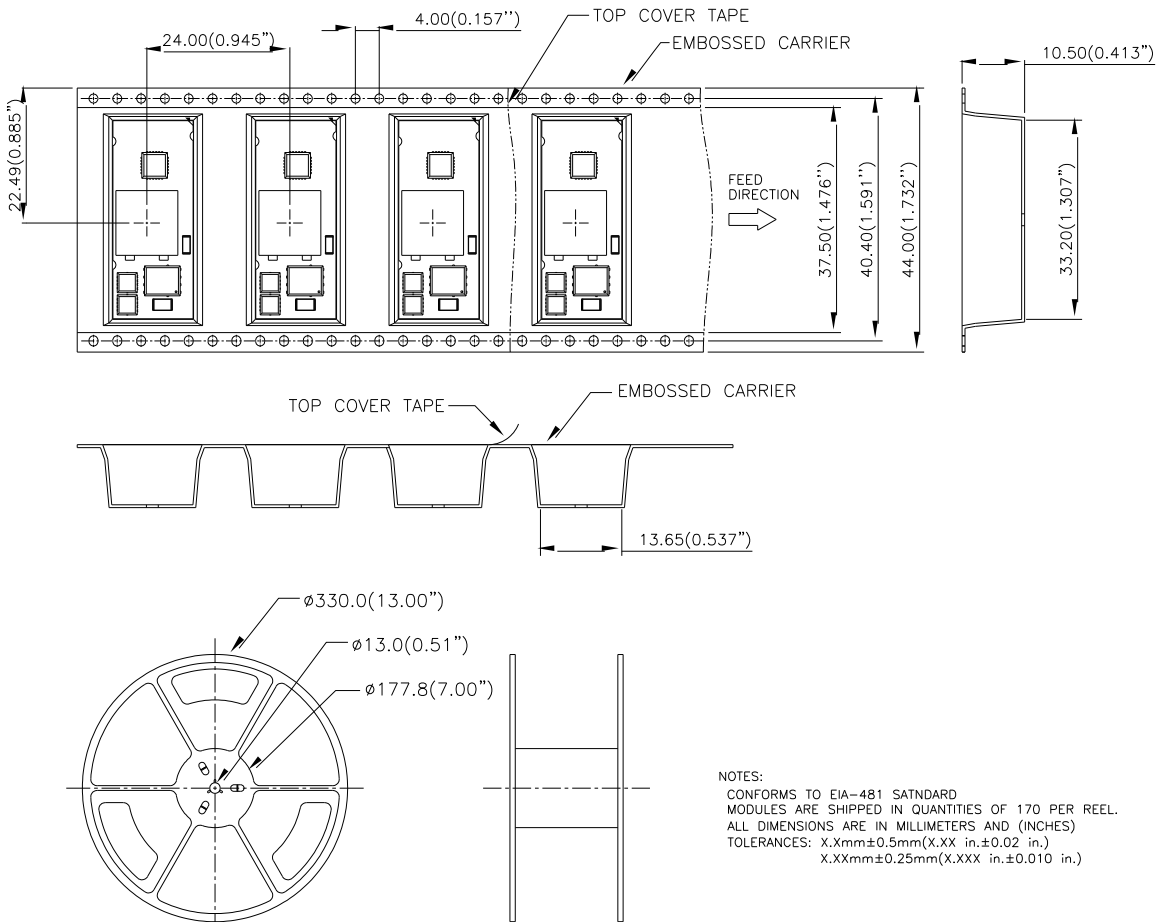 4.00(0.157’’)
TOP COVER TAPE
24.00(0.945”)
EMBOSSED CARRIER
10.50(0.413”)
22.49(0.885”)
FEED
DIRECTION
37.50(1.476’’)
40.40(1.591’’)
44.00(1.732’’)
33.20(1.307”)
TOP COVER TAPE
EMBOSSED CARRIER
13.65(0.537”)
ø330.0(13.00”)
ø13.0(0.51”)
ø177.8(7.00”)
NOTES:
CONFORMS TO EIA-481 SATNDARD
MODULES ARE SHIPPED IN QUANTITIES OF 170 PER REEL.
ALL DIMENSIONS ARE IN MILLIMETERS AND (INCHES)
TOLERANCES: X.Xmm±0.5mm(X.XX in.±0.02 in.)
X.XXmm±0.25mm(X.XXX in.±0.010 in.)